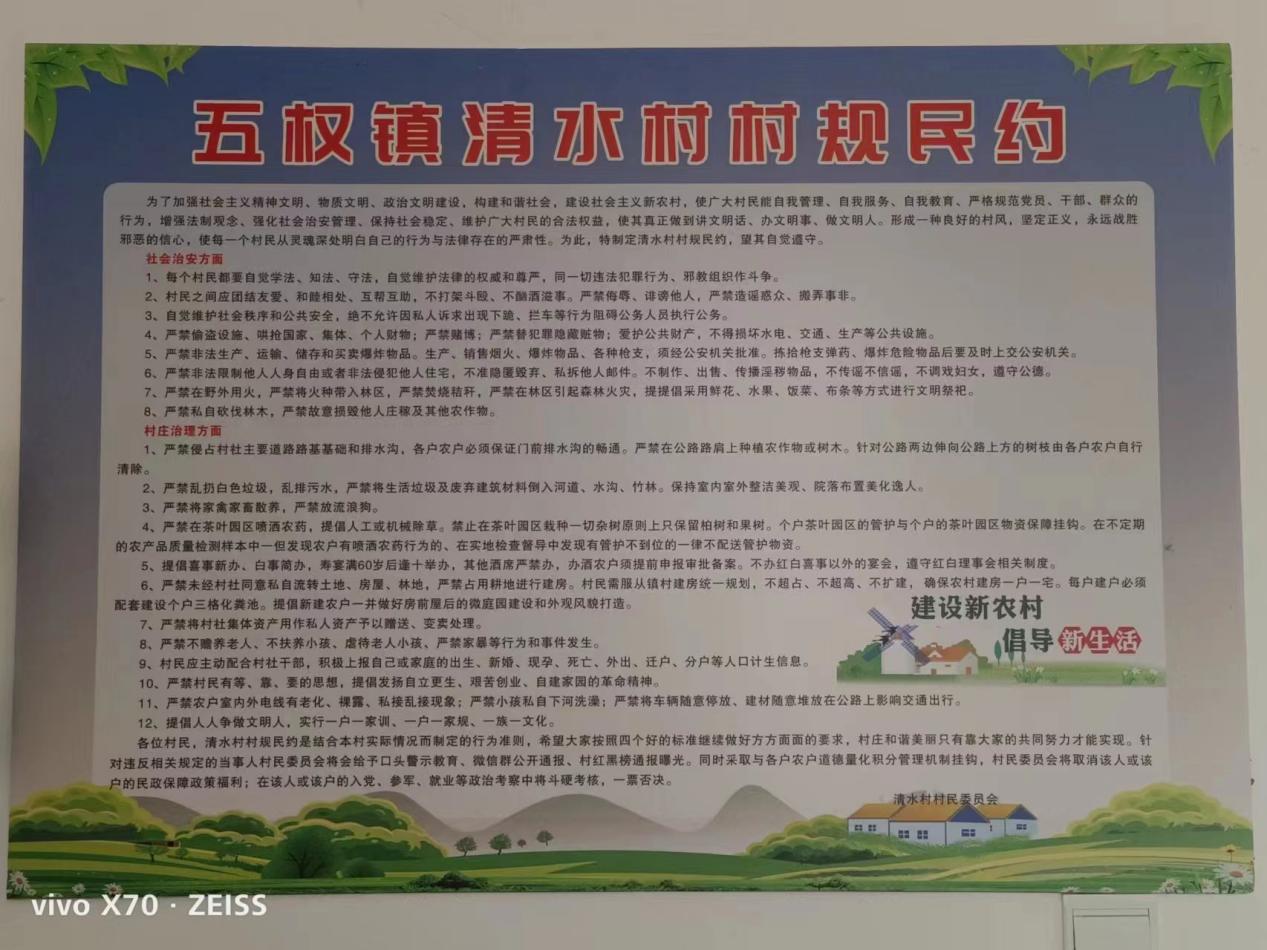 五权镇清水村村规民约
为了加强社会主义精神文明、物质文明、政治文明建设，构建和谐社会，建设社会主义新农村，使广大村民能自我管理、自我服务、自我教育、严格规范党员、干部、群众的
行为，增强法制观念、强化社会治安管理、保持社会稳定、维护广大村民的合法权益，使其真正做到讲文明话、办文明事、做文明人。形成一种良好的村风，坚定正义，永远战胜
邪恶的信心，使每一个村民从灵魂深处明白自己的行为与法律存在的严肃性。为此，特制定清水村村规民约，望其自觉遵守。
社会治安方面
1、每个村民都要自觉学法、知法、守法，自觉维护法律的权威和尊严，同一切违法犯罪行为、邪教组织作斗争。
2、村民之间应团结友爱、和睦相处、互帮互助，不打架斗殴、不酗酒滋事。严禁侮辱、诽谤他人，严禁造谣惑众、搬弄事非。
3、自觉维护社会秩序和公共安全，绝不允许因私人诉求出现下跪、拦车等行为阻碍公务人员执行公务。
4、严禁偷盗设施、哄抢国家、集体、个人财物；严禁赌博；严禁替犯罪隐藏赃物；爱护公共财产，不得损坏水电、交通、生产等公共设施。
5、严禁非法生产、运输、储存和买卖爆炸物品。生产、销售烟火、爆炸物品、各种枪支，须经公安机关批准。拣拾枪支弹药、爆炸危险物品后要及时上交公安机关。
6、严禁非法限制他人人身自由或者非法侵犯他人住宅，不准隐匿毁弃、私拆他人邮件。不制作、出售、传播淫秽物品，不传谣不信谣，不调戏妇女，遵守公德。
7、严禁在野外用火，严禁将火种带入林区，严禁焚烧秸秆，严禁在林区引起森林火灾，提提倡采用鲜花、水果、饭菜、布条等方式进行文明祭祀。
8、严禁私自砍伐林木，严禁故意损毁他人庄稼及其他农作物。
村庄治理方面
1、严禁侵占村社主要道路路基基础和排水沟，各户农户必须保证门前排水沟的畅通。严禁在公路路肩上种植农作物或树木。针对公路两边伸向公路上方的树枝由各户农户自行
清除。
2、严禁乱扔白色垃圾，乱排污水，严禁将生活垃圾及废弃建筑材料倒入河道、水沟、竹林。保持室内室外整洁美观、院落布置美化逸人。
3、严禁将家禽家畜散养，严禁放流浪狗。
4、严禁在茶叶园区喷洒农药，提倡人工或机械除草。禁止在茶叶园区栽种一切杂树原则上只保留柏树和果树。个户茶叶园区的管护与个户的茶叶园区物资保障挂钩。在不定期
的农产品质量检测样本中一但发现农户有喷洒农药行为的、在实地检查督导中发现有管护不到位的一律不配送管护物资。
5、提倡喜事新办、白事简办，寿宴满60岁后逢十举办，其他酒席严禁办，办酒农户须提前申报审批备案。不办红白喜事以外的宴会，遵守红白理事会相关制度。
6、严禁未经村社同意私自流转土地、房屋、林地，严禁占用耕地进行建房。村民需服从镇村建房统一规划，不超占、不超高、不扩建， 确保农村建房一户一宅。每户建户必须
配套建设个户三格化粪池。提倡新建农户一并做好房前屋后的微庭园建设和外观风貌打造。
7、严禁将村社集体资产用作私人资产予以赠送、变卖处理。
8、严禁不赡养老人、不扶养小孩、虐待老人小孩、严禁家暴等行为和事件发生。
9、村民应主动配合村社干部，积极上报自己或家庭的出生、新婚、现孕、死亡、外出、迁户、分户等人口计生信息。
10、严禁村民有等、靠、要的思想，提倡发扬自立更生、艰苦创业、自建家园的革命精神。
11、严禁农户室内外电线有老化、裸露、私接乱接现象；严禁小孩私自下河洗澡；严禁将车辆随意停放、建材随意堆放在公路上影响交通出行。
12、提倡人人争做文明人，实行一户一家训、一户一家规、一族一文化。
建设新农村
倡导新生活
各位村民，清水村村规民约是结合本村实际情况而制定的行为准则，希望大家按照四个好的标准继续做好方方面面的要求，村庄和谐美丽只有靠大家的共同努力才能实现。针
对违反相关规定的当事人村民委员会将会给予口头警示教育、微信群公开通报、村红黑榜通报曝光。同时采取与各户农户道德量化积分管理机制挂钩，村民委员会将取消该人或该
户的民政保障政策福利；在该人或该户的入党、参军、就业等政治考察中将斗硬考核，一票否决。
清水村村民委员会
vivo X70 · ZEISS